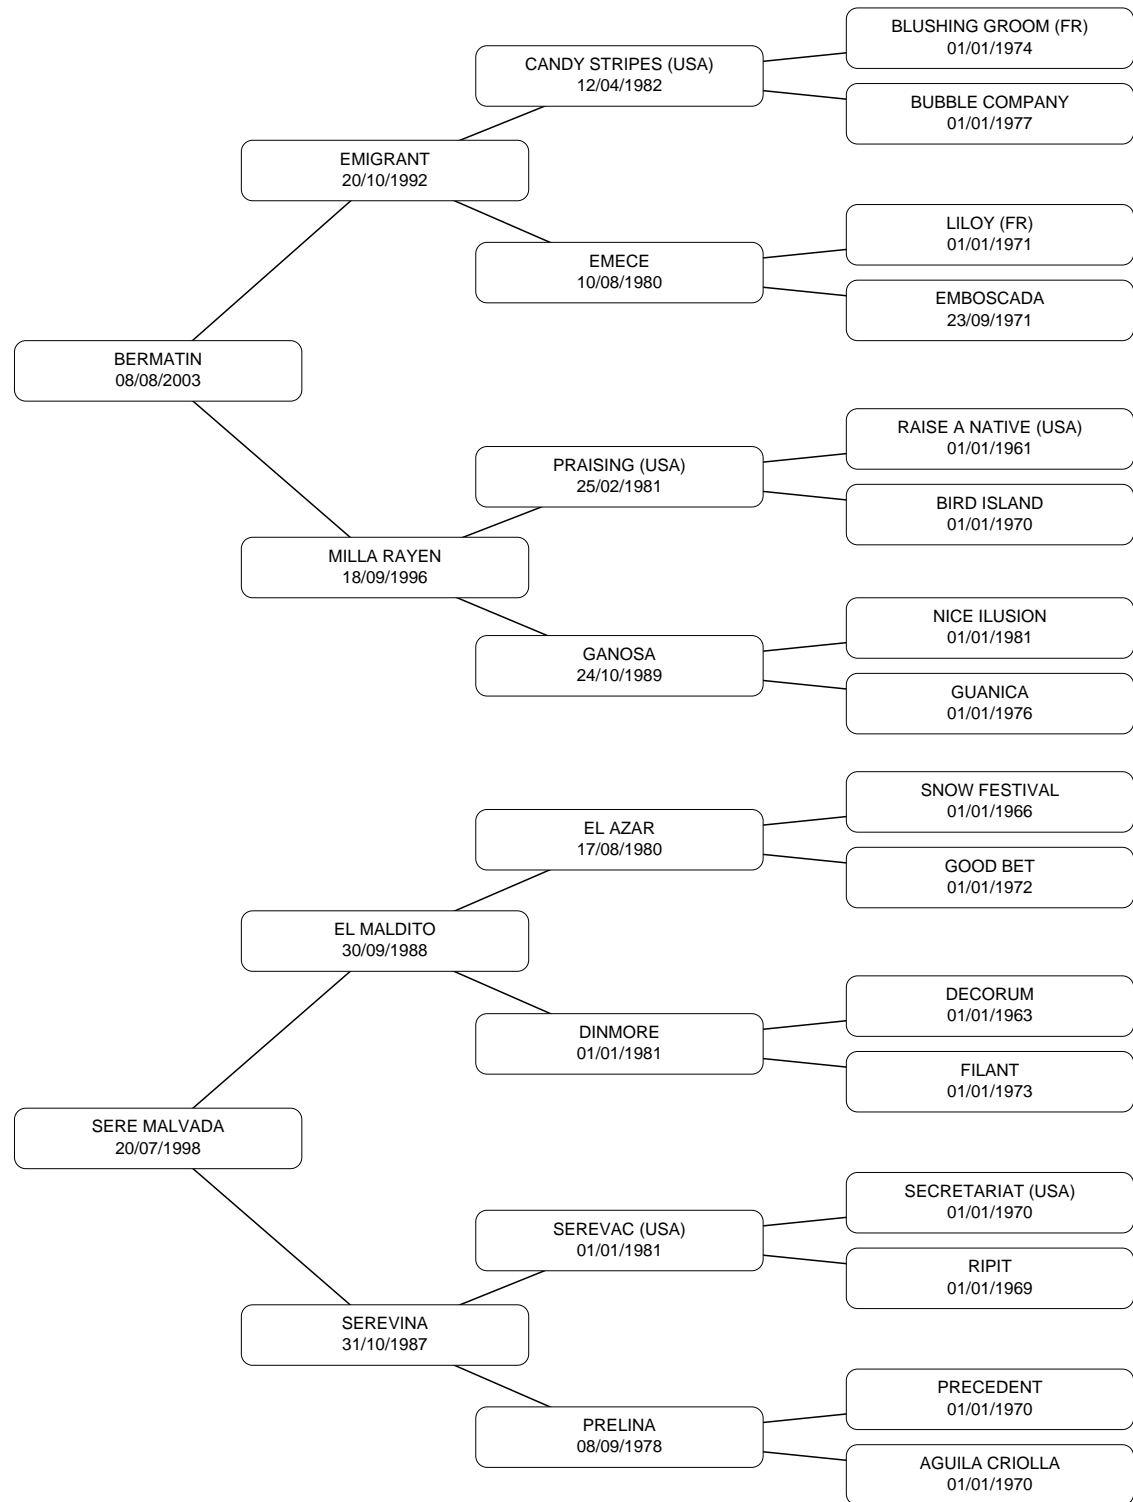 BLUSHING GROOM (FR)
01/01/1974
CANDY STRIPES (USA)
12/04/1982
BUBBLE COMPANY
01/01/1977
EMIGRANT
20/10/1992
LILOY (FR)
01/01/1971
EMECE
10/08/1980
EMBOSCADA
23/09/1971
BERMATIN
08/08/2003
RAISE A NATIVE (USA)
01/01/1961
PRAISING (USA)
25/02/1981
BIRD ISLAND
01/01/1970
MILLA RAYEN
18/09/1996
NICE ILUSION
01/01/1981
GANOSA
24/10/1989
GUANICA
01/01/1976
SNOW FESTIVAL
01/01/1966
EL AZAR
17/08/1980
GOOD BET
01/01/1972
EL MALDITO
30/09/1988
DECORUM
01/01/1963
DINMORE
01/01/1981
FILANT
01/01/1973
SERE MALVADA
20/07/1998
SECRETARIAT (USA)
01/01/1970
SEREVAC (USA)
01/01/1981
RIPIT
01/01/1969
SEREVINA
31/10/1987
PRECEDENT
01/01/1970
PRELINA
08/09/1978
AGUILA CRIOLLA
01/01/1970